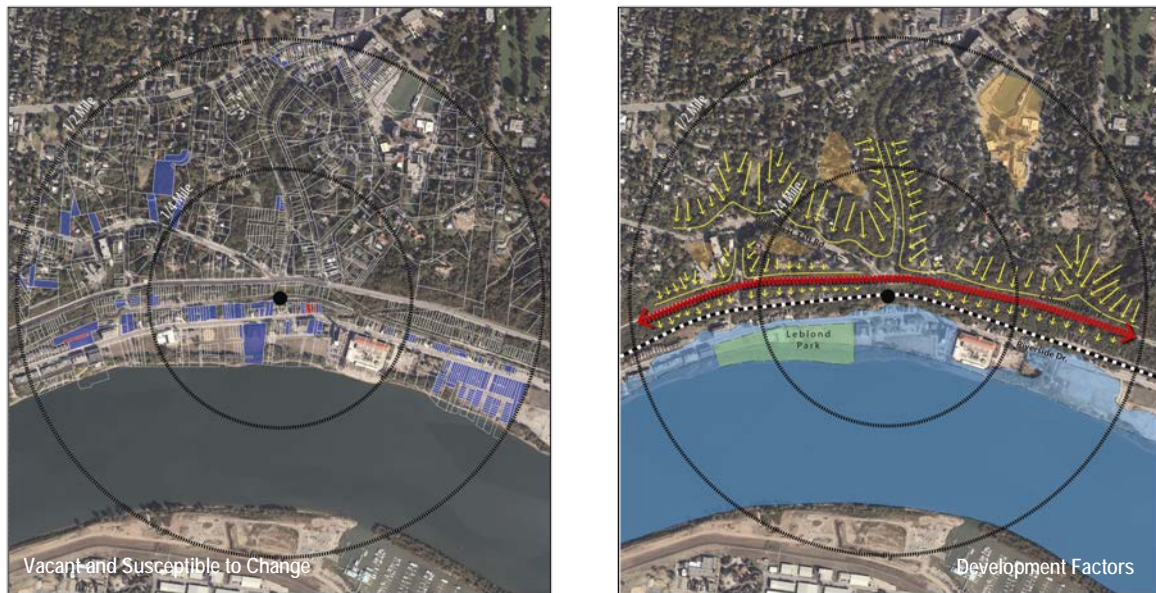 1/2 Mile
1/4 Mile
Vacant and Susceptible to Change
1/2 Mile
1/4 Mile
Leblond
Park
Riverside Dr.
Development Factors